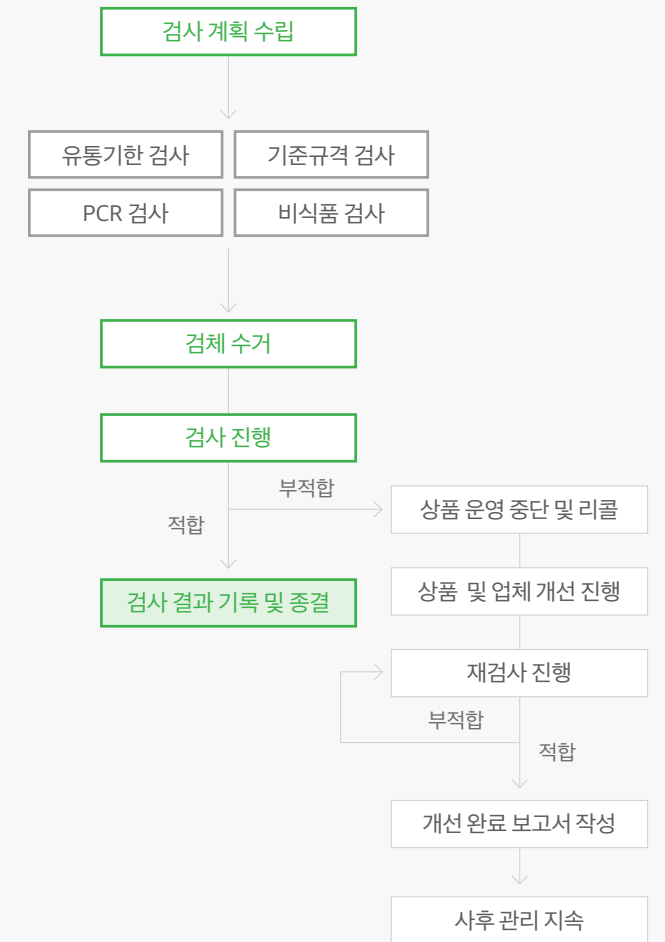 검사 계획 수립
유통기한 검사
기준규격 검사
PCR 검사
비식품 검사
검체 수거
검사 진행
부적합
적합
상품 운영 중단 및 리콜
상품 및 업체 개선 진행
검사 결과 기록 및 종결
재검사 진행
부적합
적합
개선 완료 보고서 작성
사후 관리 지속